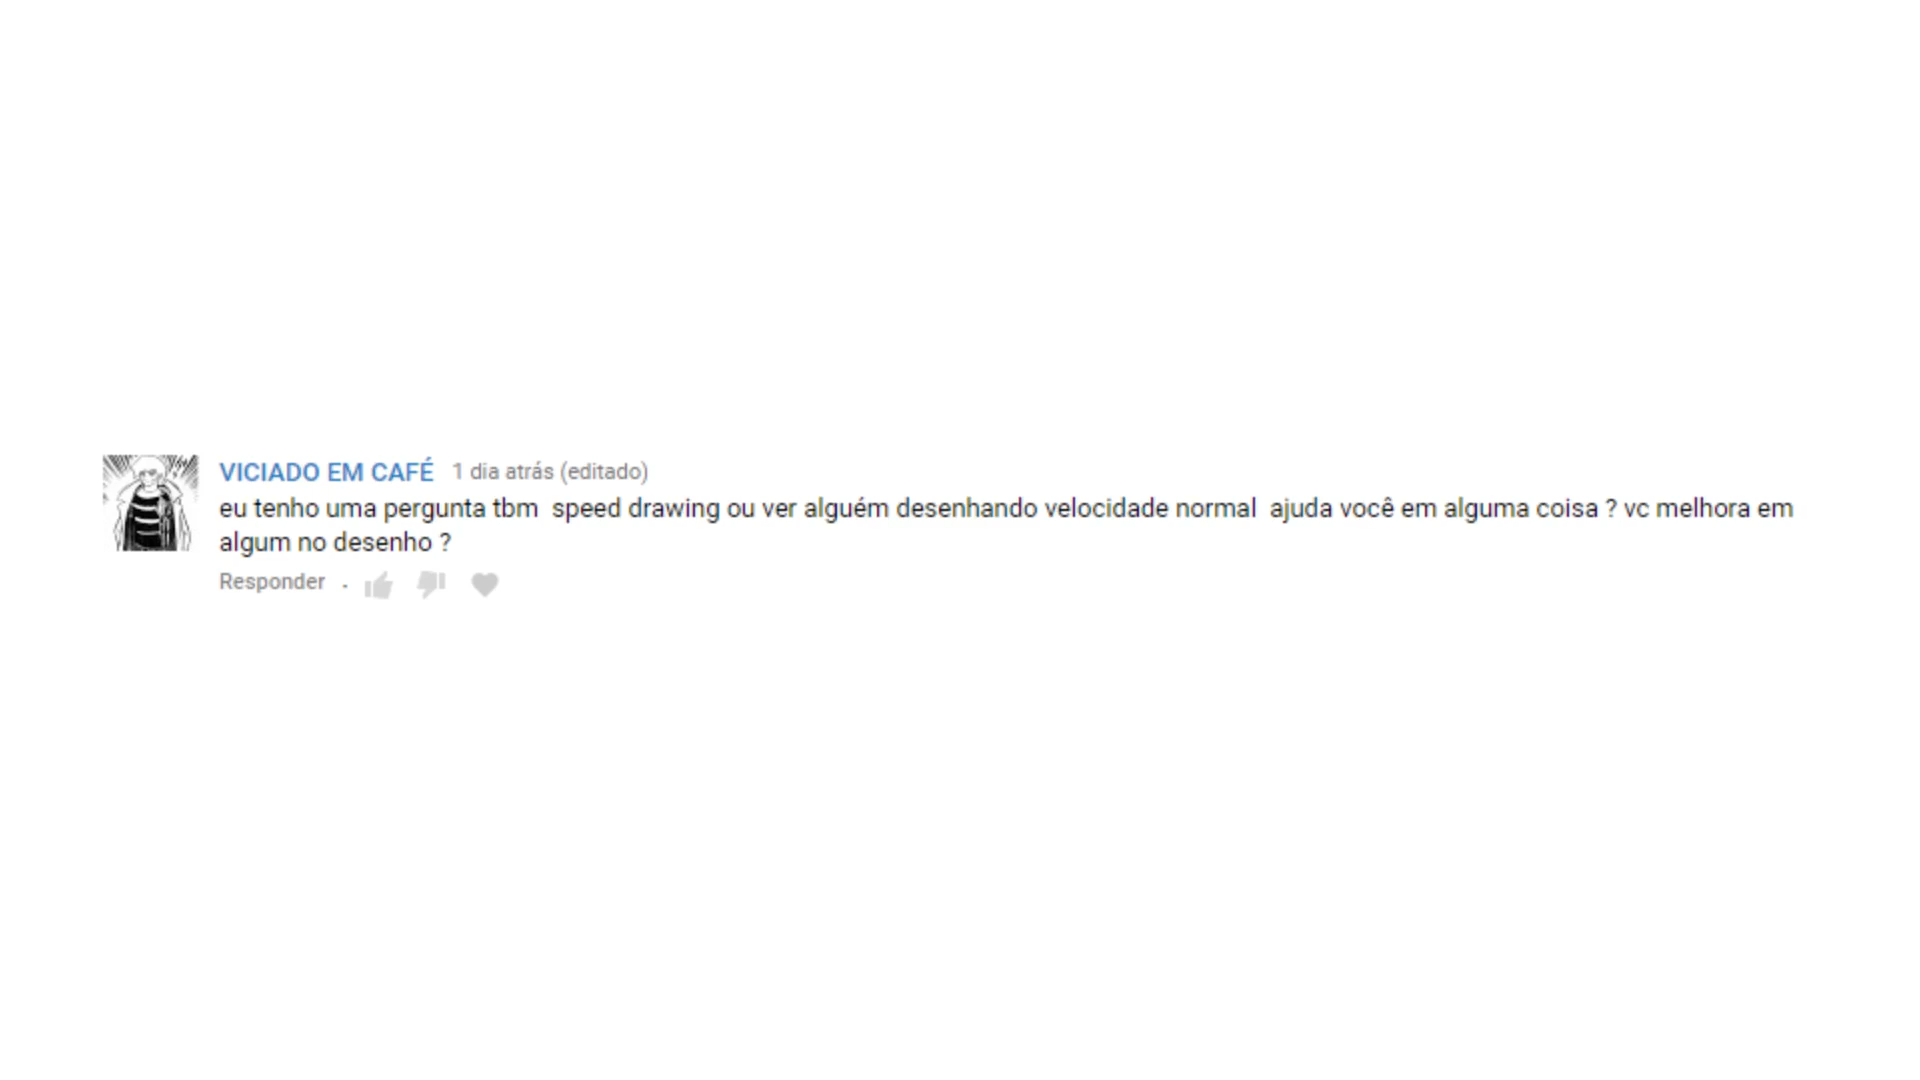 VICIADO EM CAFÉ 1 dia atrás (editado)
eu tenho uma pergunta tbm  speed drawing ou ver alguém desenhando velocidade normal  ajuda você em alguma coisa ? vc melhora em
algum no desenho ?
Responder .